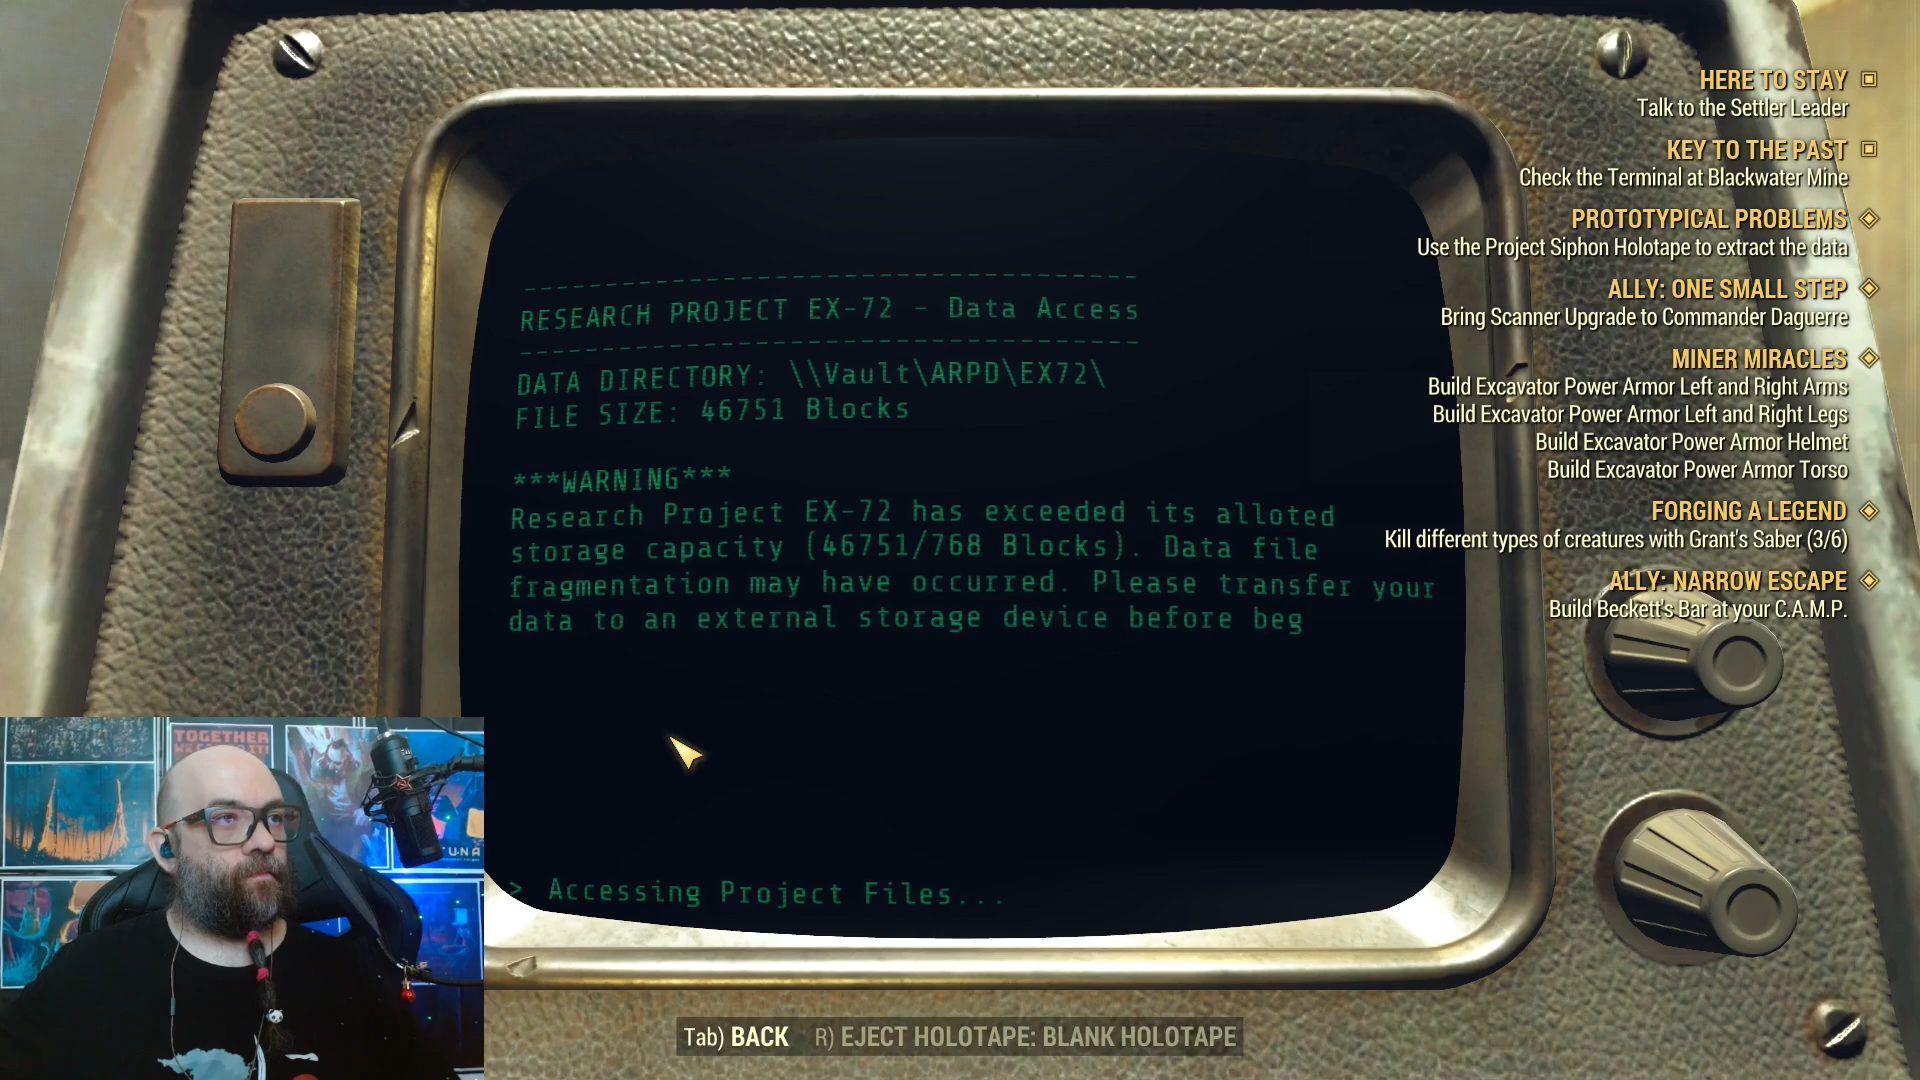 HERE TO STAY
Talk to the Settler Leader
KEY TO THE PAST
Check the Terminal at Blackwater Mine
PROTOTYPICAL PROBLEMS
Use the Project Siphon Holotape to extract the data
ALLY: ONE SMALL STEP
Bring Scanner Upgrade to Commander Daguerre
MINER MIRACLES
Build Excavator Power Armor Left and Right Arms
Build Excavator Power Armor Left and Right Legs
Build Excavator Power Armor Helmet
Build Excavator Power Armor Torso
FORGING A LEGEND
Kill different types of creatures with Grant's Saber (3/6)
ALLY: NARROW ESCAPE
Build Beckett's Bar at your C.A.M.P.
RESEARCH PROJECT EX-72 - Data Access
DATA DIRECTORY: \\Vault\ARPD\EX72\
FILE SIZE: 46751 Blocks
***WARNING***
Research Project EX-72 has exceeded its alloted
storage capacity (46751/768 Blocks). Data file
fragmentation may have occurred. Please transfer your
data to an external storage device before beg
> Accessing Project Files...
TOGETHER
Tab) BACK R) EJECT HOLOTAPE: BLANK HOLOTAPE